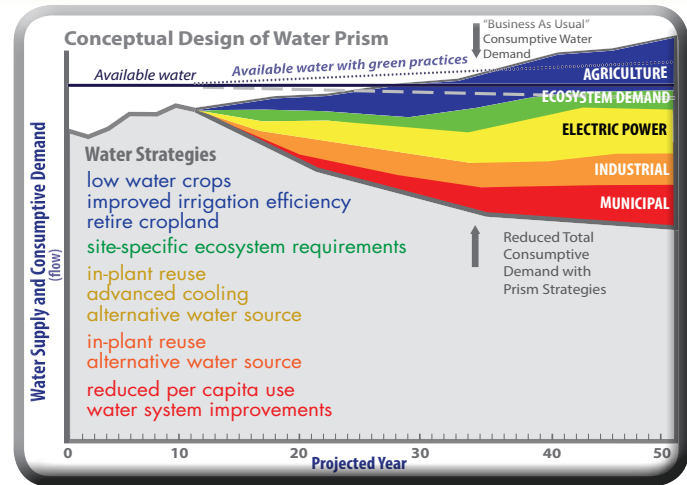 "Business As Usual"
Consumptive Water
Demand
Conceptual Design of Water Prism
Available water
Available water with green practices
AGRICULTURE
ECOSYSTEM DEMAND
ELECTRIC POWER
INDUSTRIAL
MUNICIPAL
Water Strategies
low water crops
improved irrigation efficiency
retire cropland
site-specific ecosystem requirements
in-plant reuse
advanced cooling
alternative water source
in-plant reuse
alternative water source
reduced per capita use
water system improvements
Reduced Total
Consumptive
Demand with
Prism Strategies
Water Supply and Consumptive Demand
(flow)
0 10 20 30 40 50
Projected Year